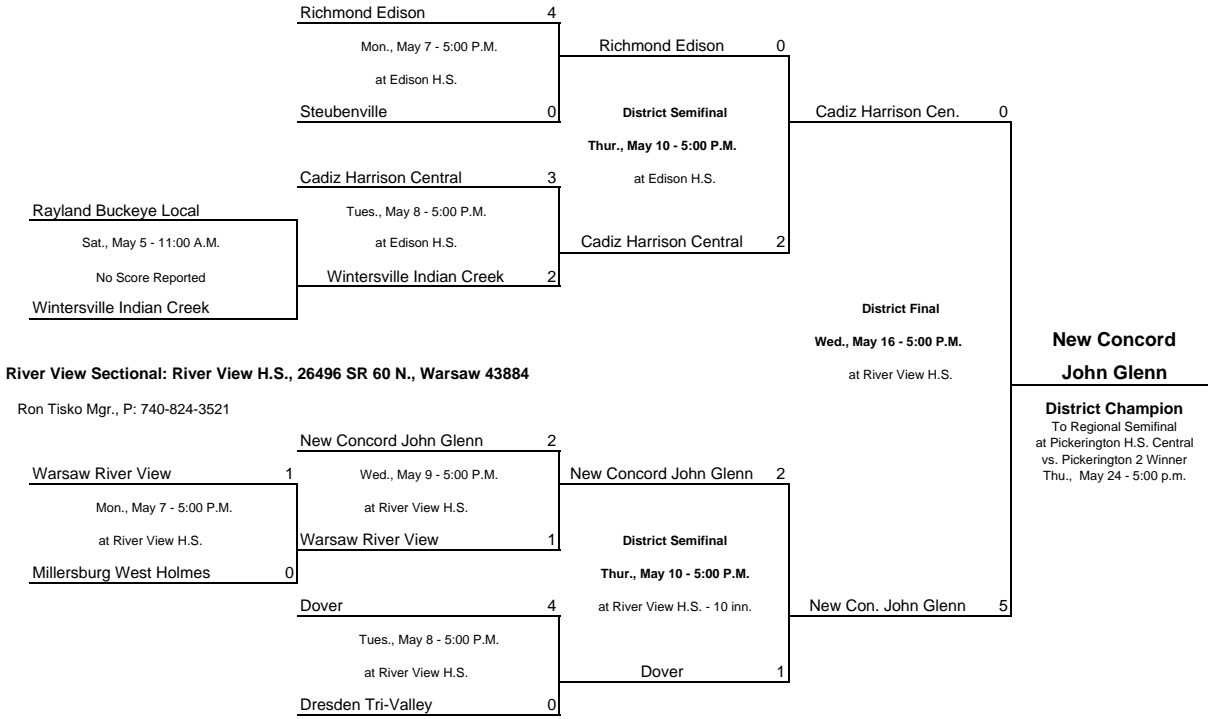 Richmond Edison 4
Mon., May 7 - 5:00 P.M.
Richmond Edison 0
at Edison H.S.
Steubenville 0
District Semifinal
Cadiz Harrison Cen. 0
Thur., May 10 - 5:00 P.M.
Cadiz Harrison Central 3
at Edison H.S.
Rayland Buckeye Local
Tues., May 8 - 5:00 P.M.
Sat., May 5 - 11:00 A.M.
at Edison H.S.
Cadiz Harrison Central 2
No Score Reported
Wintersville Indian Creek 2
Wintersville Indian Creek
District Final
Wed., May 16 - 5:00 P.M.
New Concord
River View Sectional: River View H.S., 26496 SR 60 N., Warsaw 43884
at River View H.S.
John Glenn
Ron Tisko Mgr., P: 740-824-3521
District Champion
To Regional Semifinal
at Pickerington H.S. Central
vs. Pickerington 2 Winner
Thu., May 24 - 5:00 p.m.
New Concord John Glenn 2
Warsaw River View 1
Wed., May 9 - 5:00 P.M.
New Concord John Glenn 2
Mon., May 7 - 5:00 P.M.
at River View H.S.
at River View H.S.
Warsaw River View 1
District Semifinal
Millersburg West Holmes 0
Thur., May 10 - 5:00 P.M.
Dover 4
at River View H.S. - 10 inn.
New Con. John Glenn 5
Tues., May 8 - 5:00 P.M.
at River View H.S.
Dover 1
Dresden Tri-Valley 0